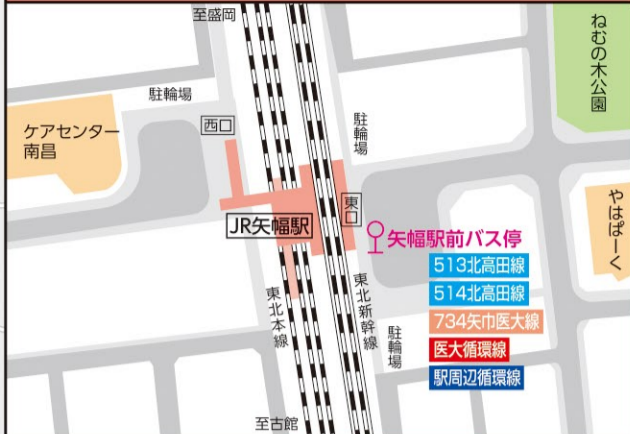 至盛岡
ねむの木公園
駐輪場
ケアセンター
南昌
西口
駐輪場
やはぱーく
東口
JR矢幅駅
矢幅駅前バス停
513北高田線
514北高田線
734矢巾医大線
医大循環線
駅周辺循環線
東北本線
東北新幹線
駐輪場
至古館